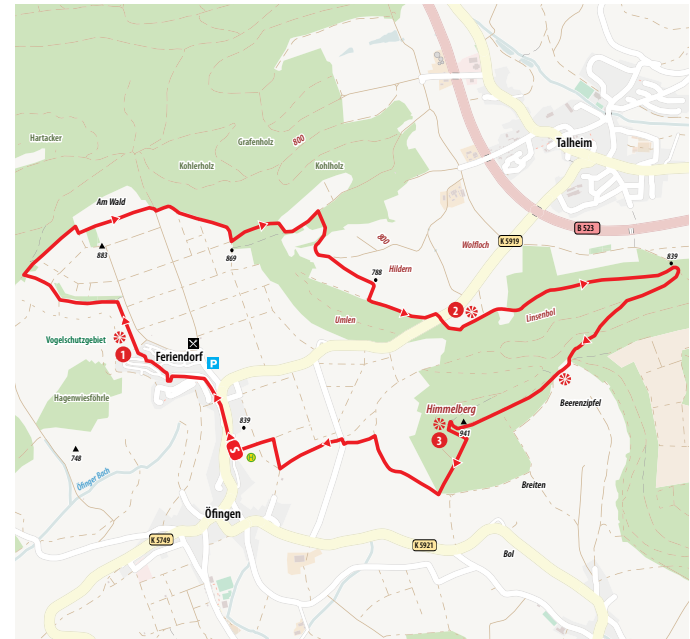 Hartacker
Grafenholz
800
Kohlerholz
Kohlholz
Talheim
Am Wald
B 523
K 5919
Wolfloch
800
883
869
839
Hildern
788
2
Linsenbol
Umlen
Vogelschutzgebiet
1
Feriendorf
P
Beerenzipfel
Hagenwiesföhrle
Himmelberg
839
941
3
748
S
H
Öfinger Bach
Breiten
Öfingen
K 5749
K 5921
Bol